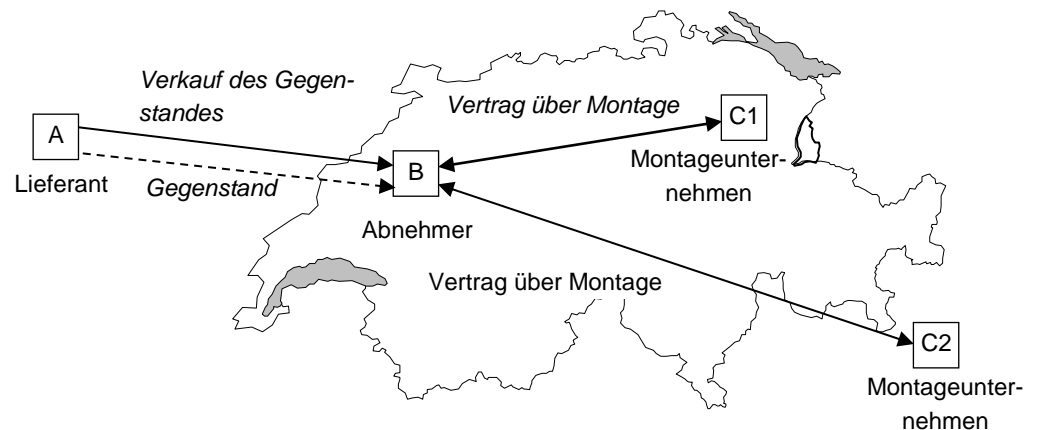 Verkauf des Gegen-
standes
A
Lieferant
Gegenstand
B
Abnehmer
Vertrag über Montage
C1
Montageunter-
nehmen
Vertrag über Montage
C2
Montageunter-
nehmen